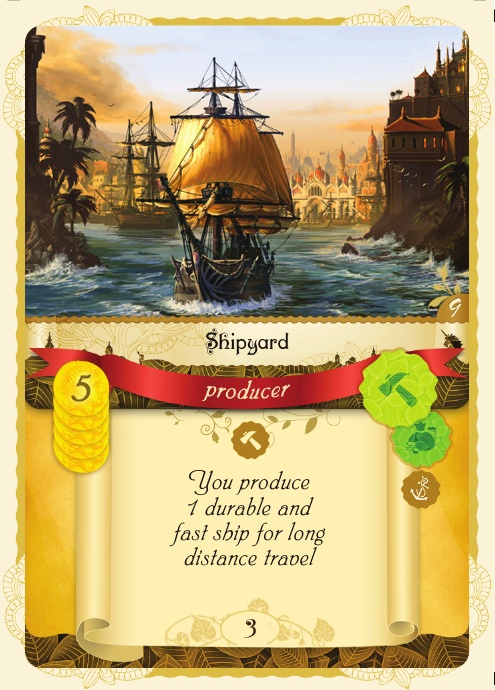 9
Shipyard
producer
5
You produce
1 durable and
fast ship for long
distance travel
3